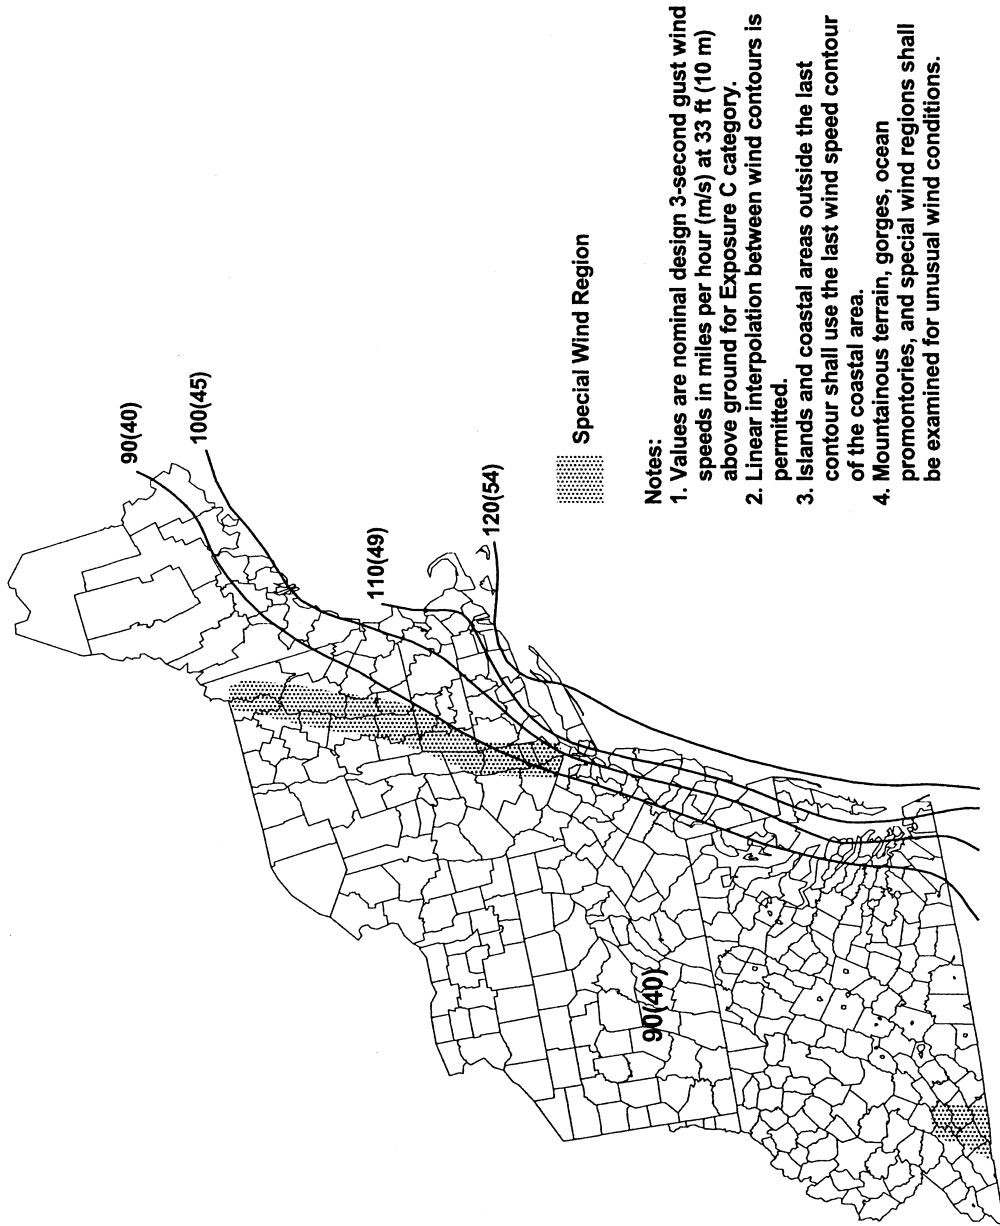 90(40)
100(45)
110(49)
120(54)
90(40)
Special Wind Region
Notes:
1. Values are nominal design 3-second gust wind
speeds in miles per hour (m/s) at 33 ft (10 m)
above ground for Exposure C category.
2. Linear interpolation between wind contours is
permitted.
3. Islands and coastal areas outside the last
contour shall use the last wind speed contour
of the coastal area.
4. Mountainous terrain, gorges, ocean
promontories, and special wind regions shall
be examined for unusual wind conditions.